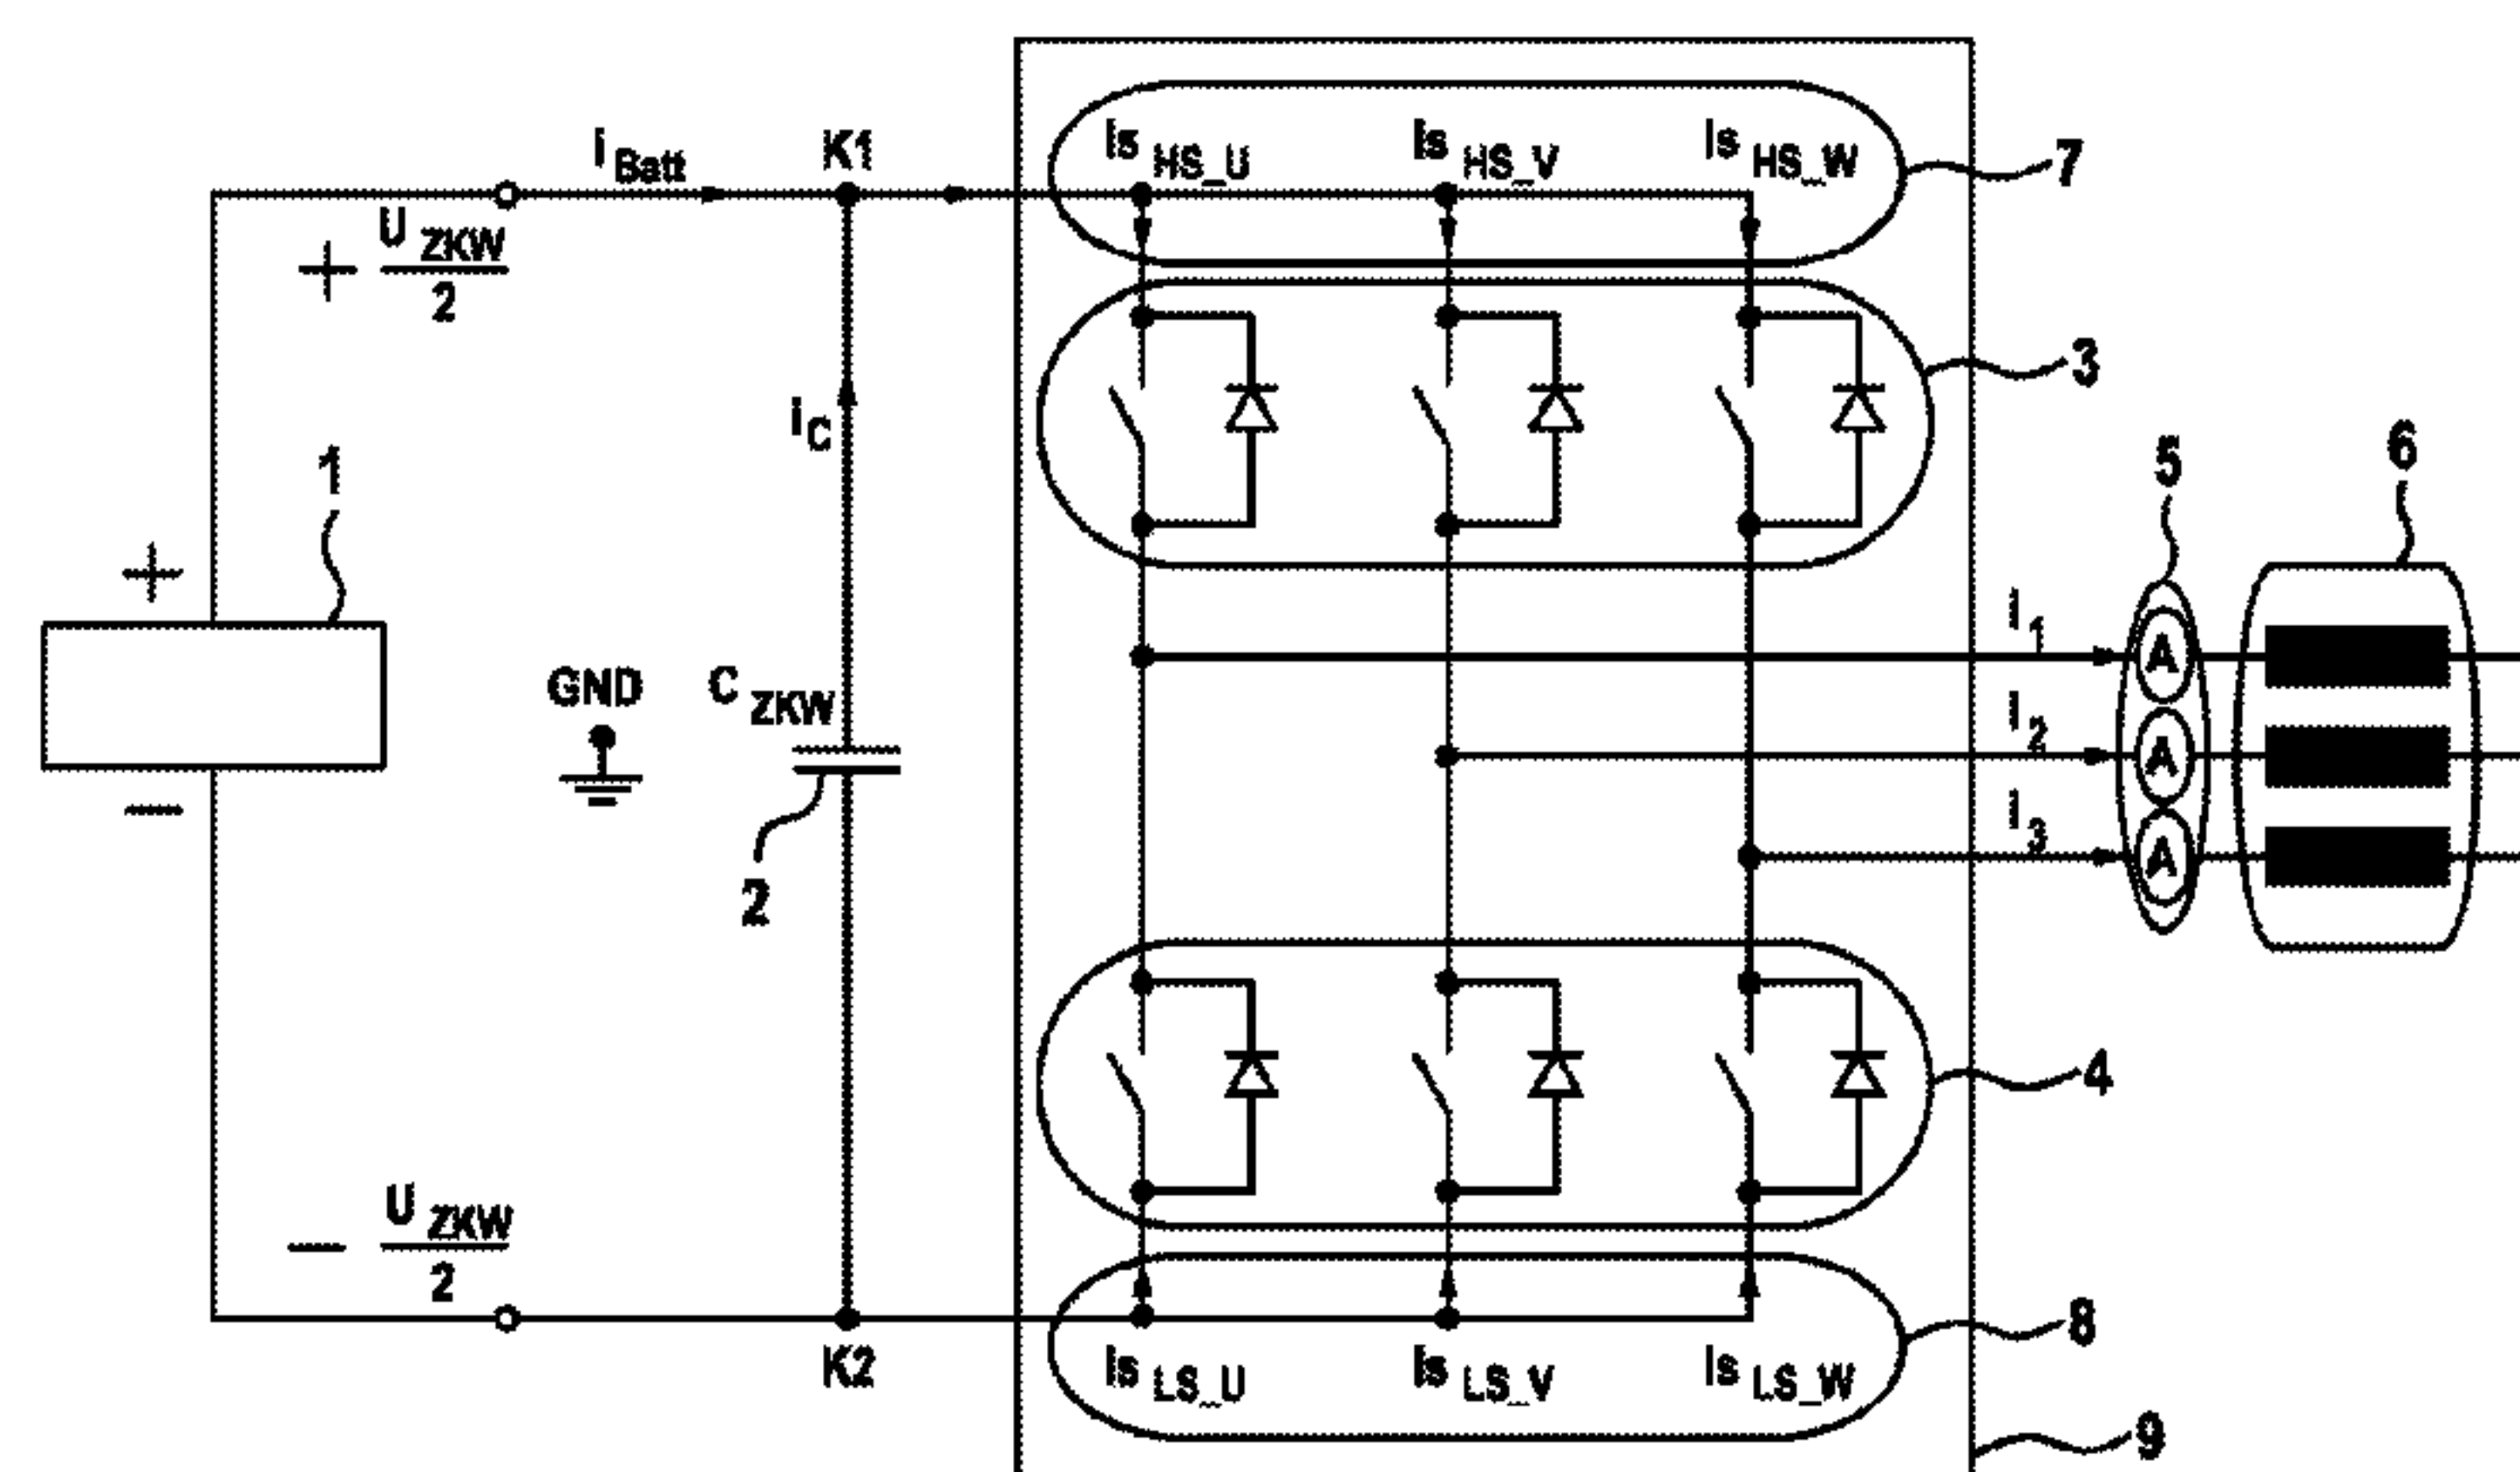 i Batt
K1
Is HS_U
Is HS_V
Is HS_W
7
+ U ZKW
2
3
i C
1
5
6
+
I 1
GND
C ZKW
A
I 2
A
−
I 3
A
2
4
− U ZKW
2
8
K2
Is LS_U
Is LS_V
Is LS_W
9